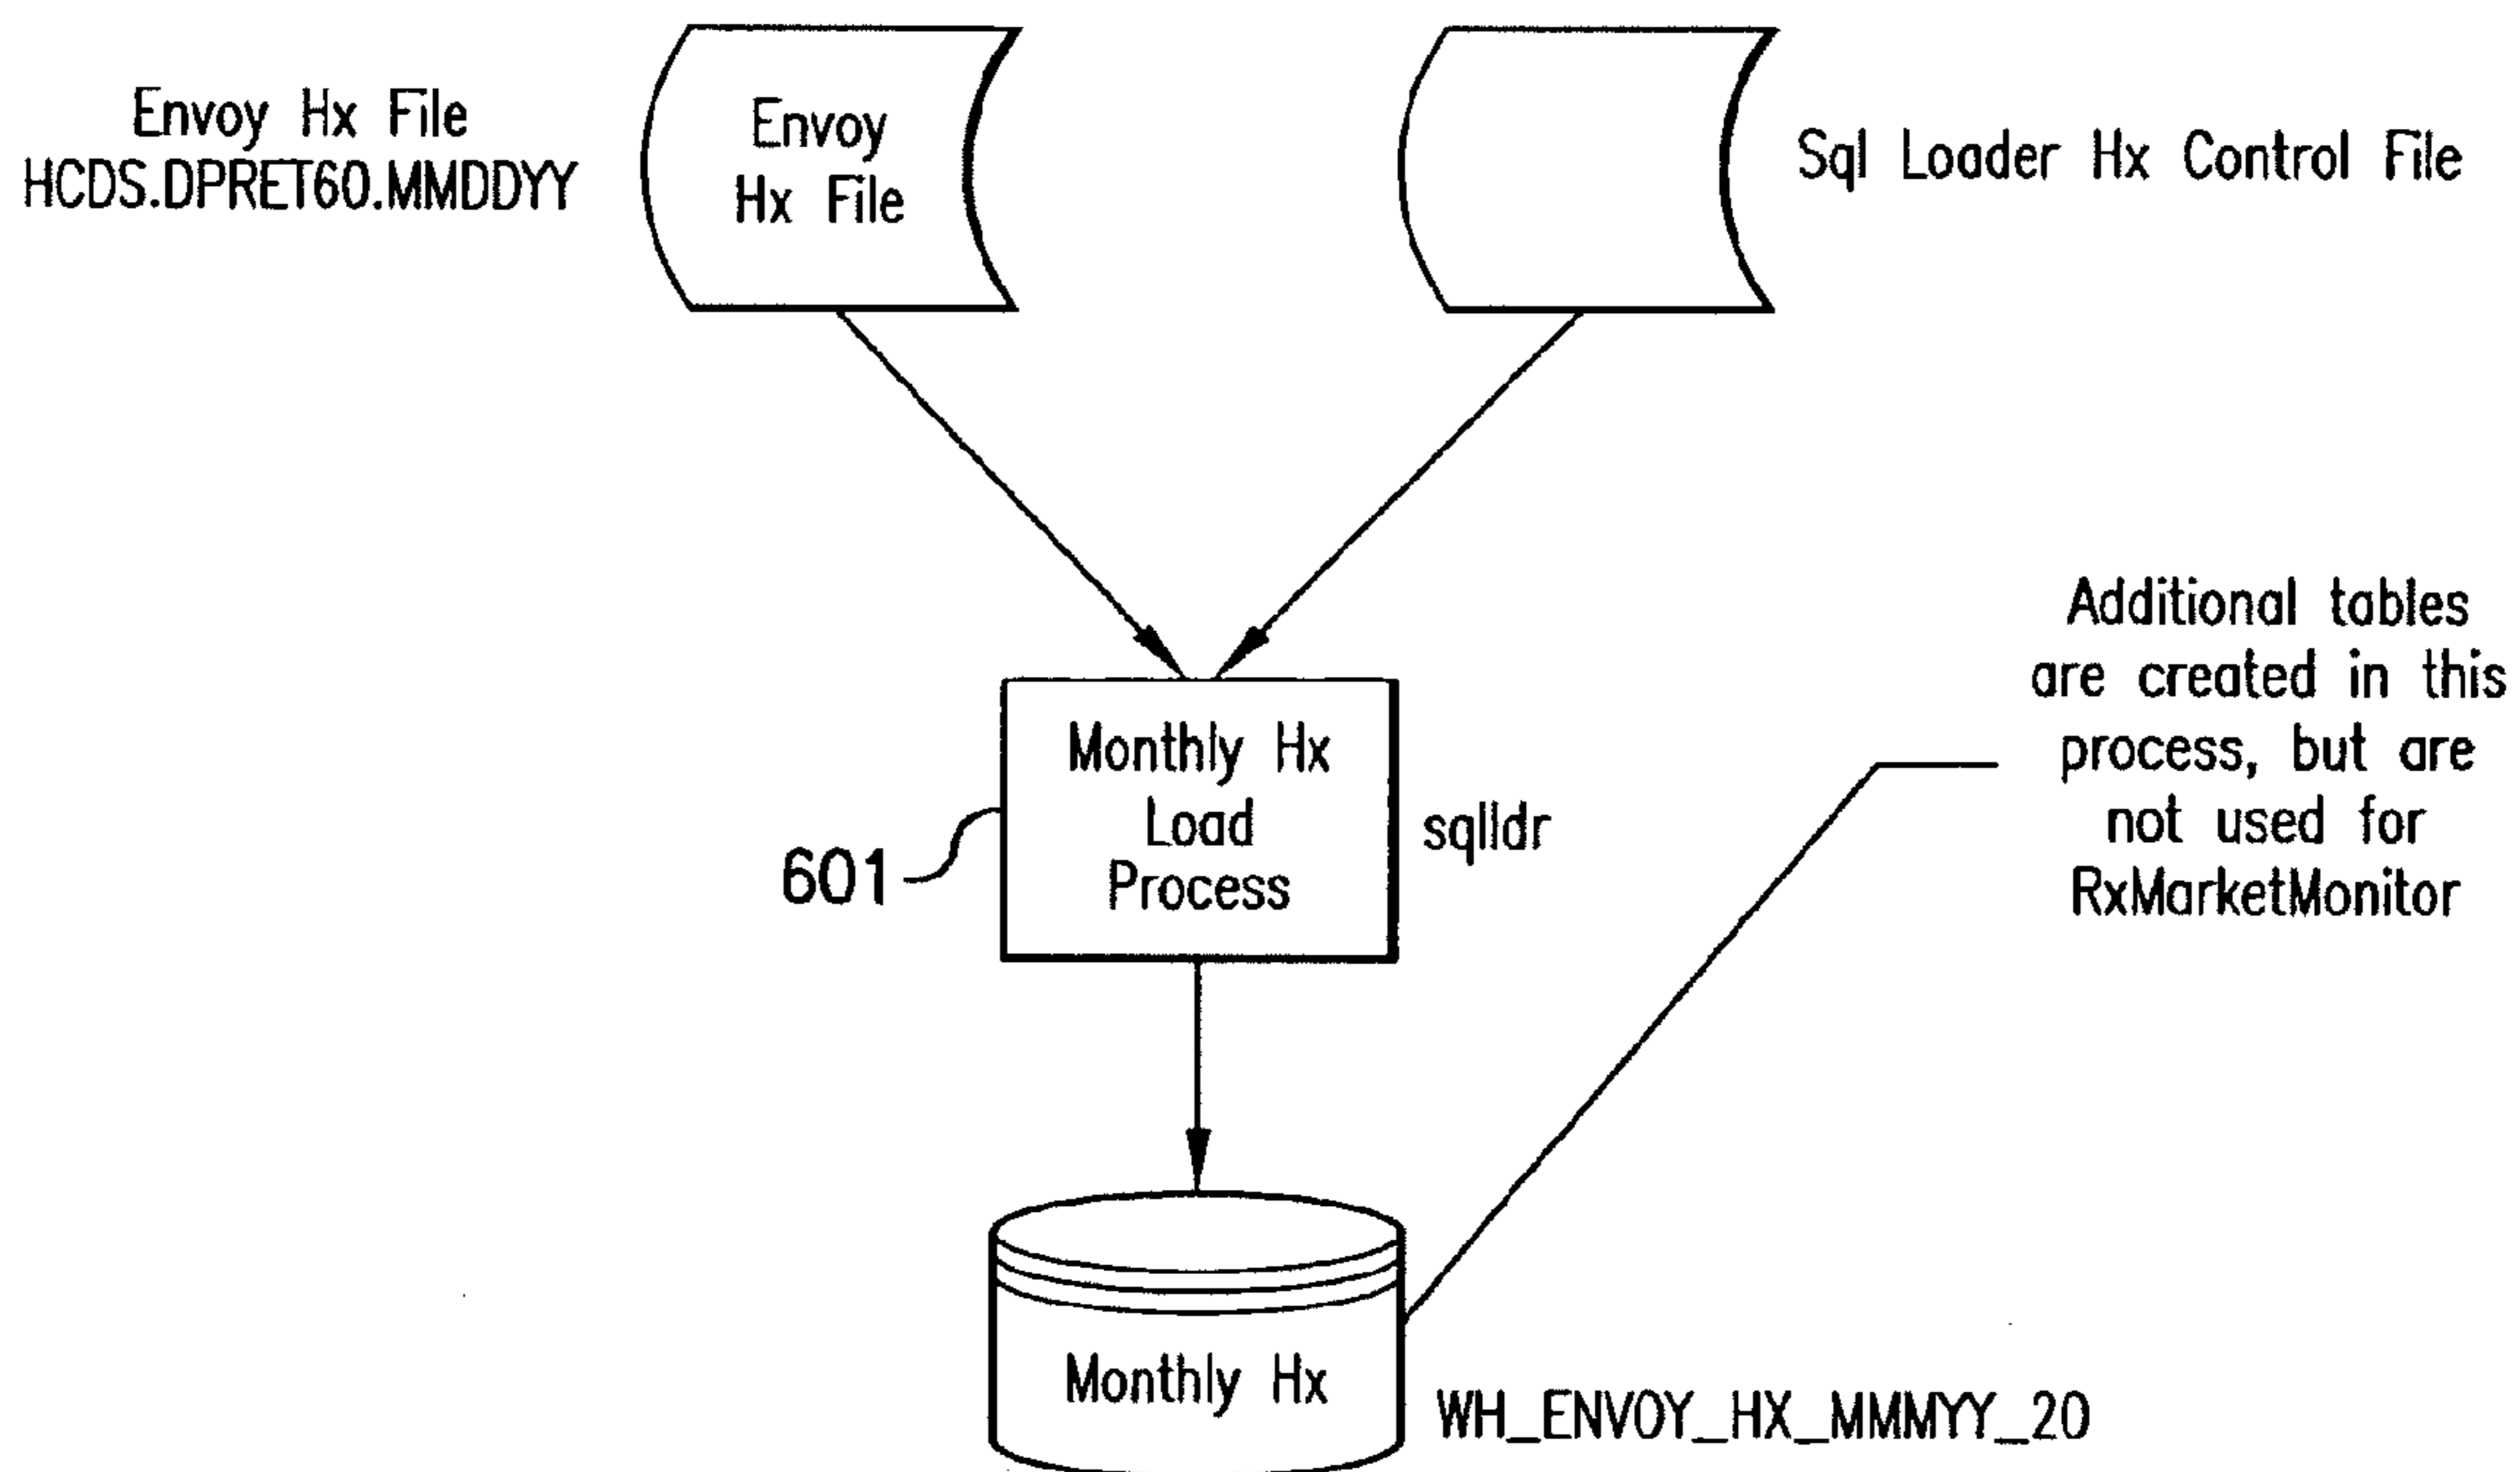 Envoy Hx File
HCDS.DPRET60.MMDDYY
Envoy
Hx File
Sql Loader Hx Control File
Additional tables
are created in this
process, but are
not used for
RxMarketMonitor
Monthly Hx
Load
Process
sqlldr
601
Monthly Hx
WH_ENVOY_HX_MMMYY_20